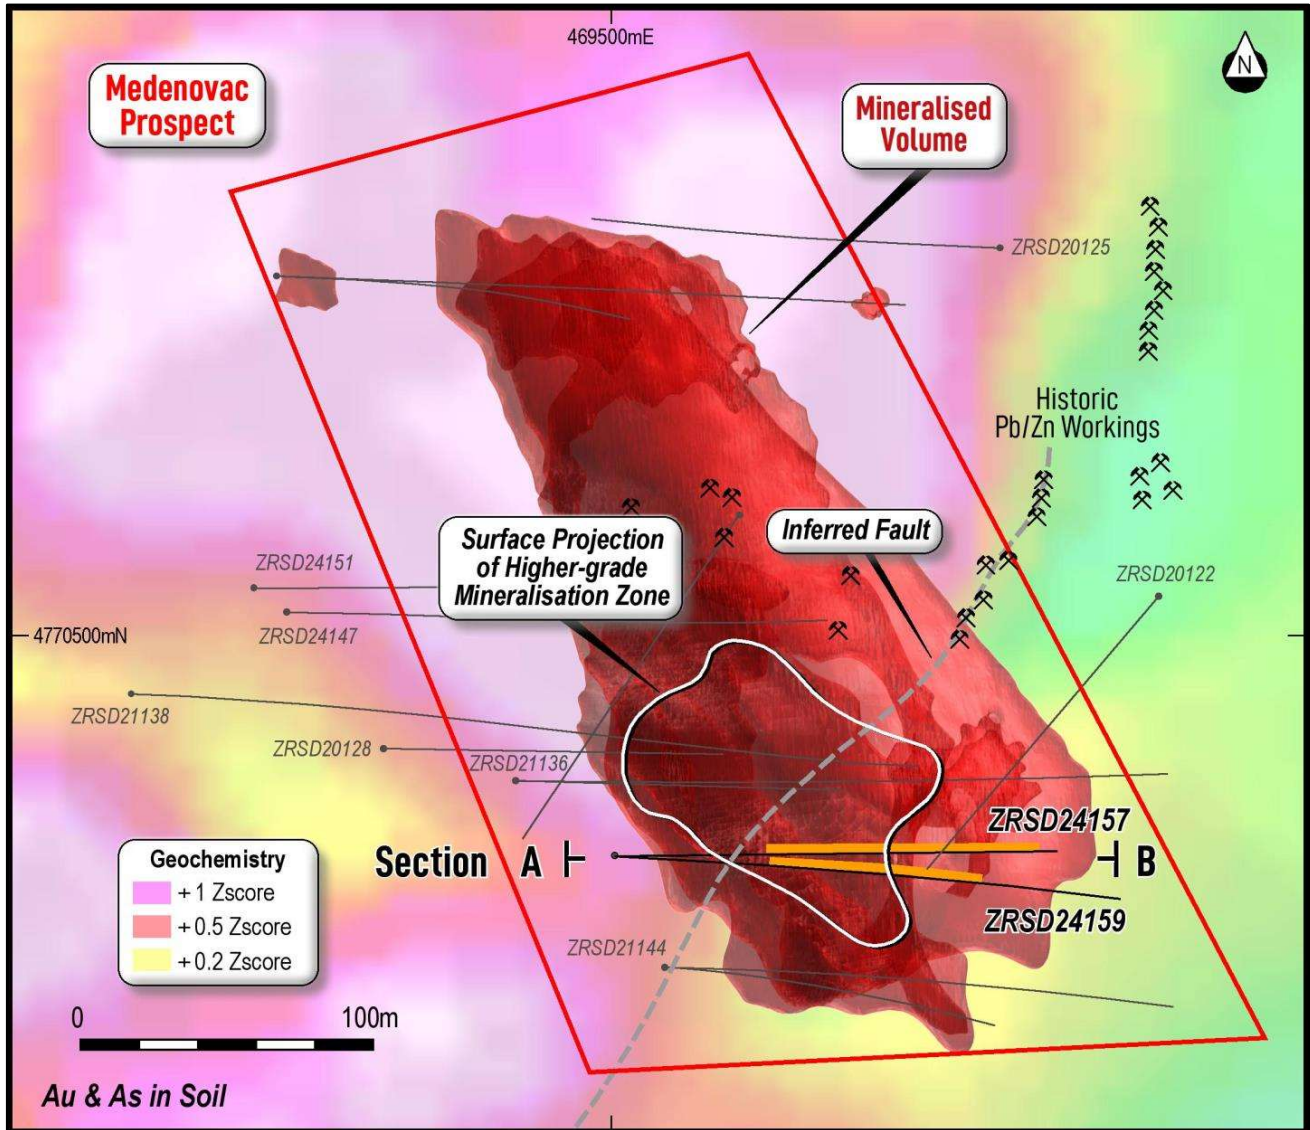 469500mE
N
Medenovac
Prospect
Mineralised
Volume
ZRSD20125
Historic
Pb/Zn Workings
Surface Projection
of Higher-grade
Mineralisation Zone
Inferred Fault
ZRSD24151
ZRSD20122
ZRSD24147
4770500mN
ZRSD21138
ZRSD20128
ZRSD21136
ZRSD24157
Section A
B
ZRSD24159
ZRSD21144
Geochemistry
+ 1 Zscore
+ 0.5 Zscore
+ 0.2 Zscore
0 100m
Au & As in Soil